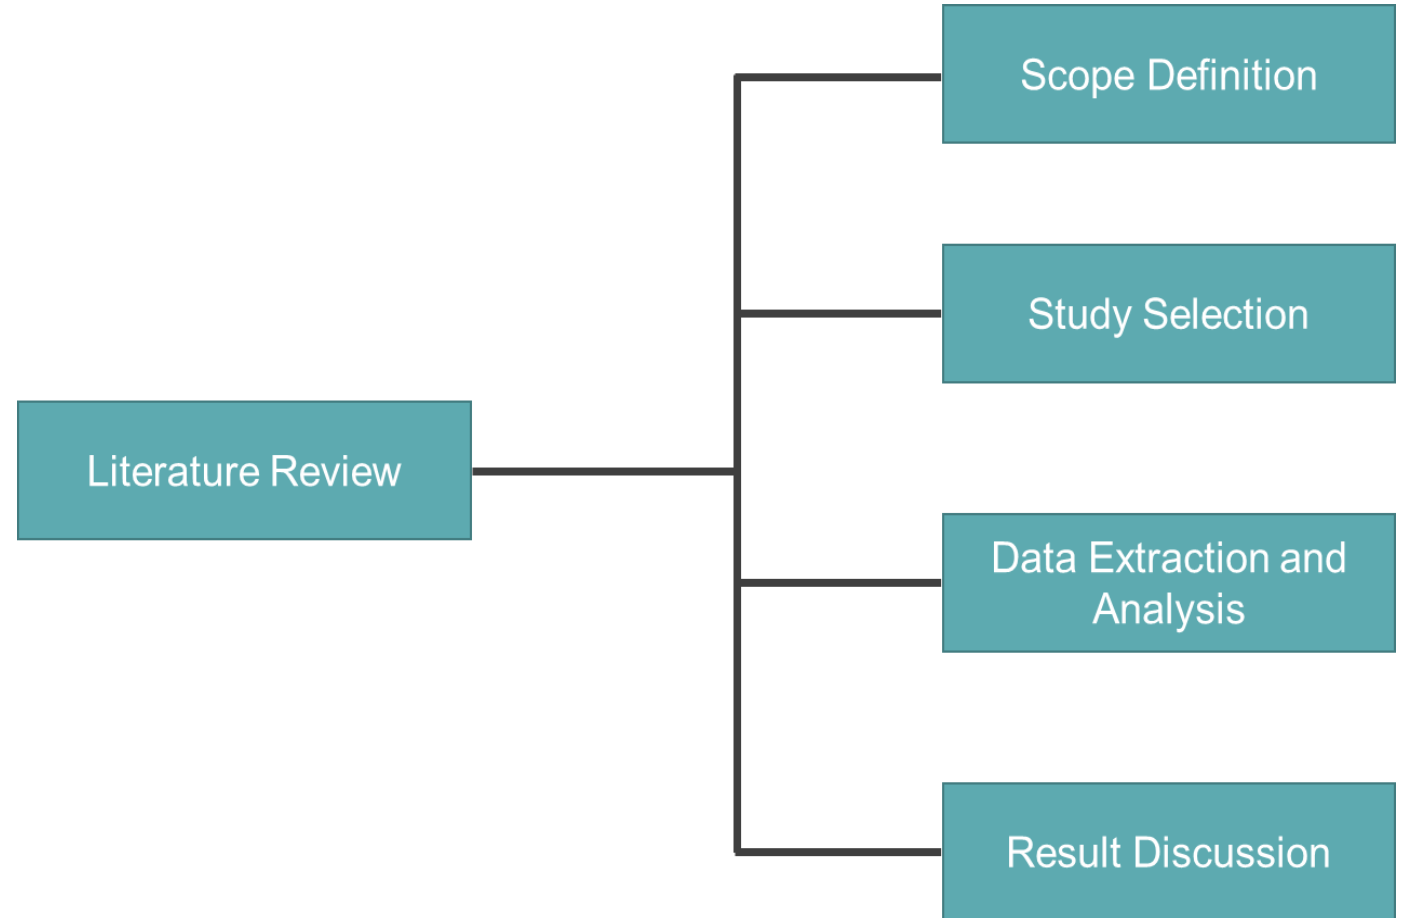 Scope Definition
Study Selection
Literature Review
Data Extraction and
Analysis
Result Discussion